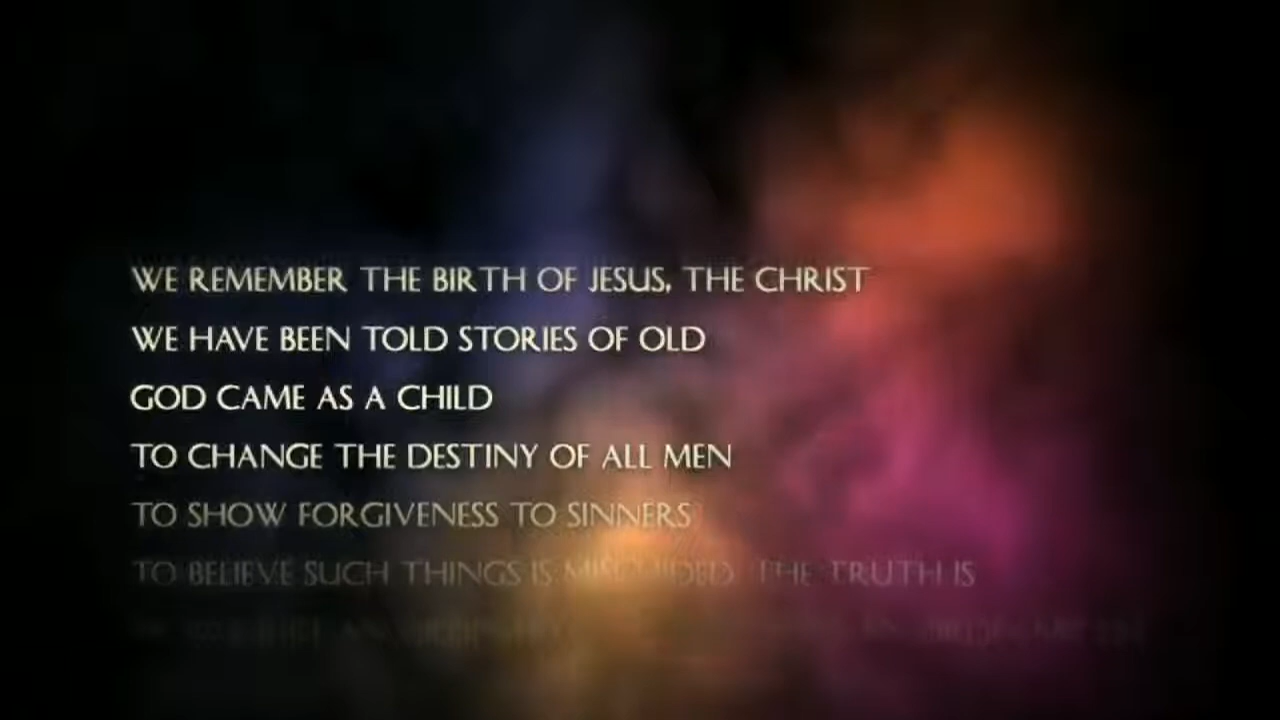 WE REMEMBER THE BIRTH OF JESUS, THE CHRIST
WE HAVE BEEN TOLD STORIES OF OLD
GOD CAME AS A CHILD
TO CHANGE THE DESTINY OF ALL MEN
TO SHOW FORGIVENESS TO SINNERS
TO BELIEVE SUCH THINGS IS MISGUIDED THE TRUTH IS